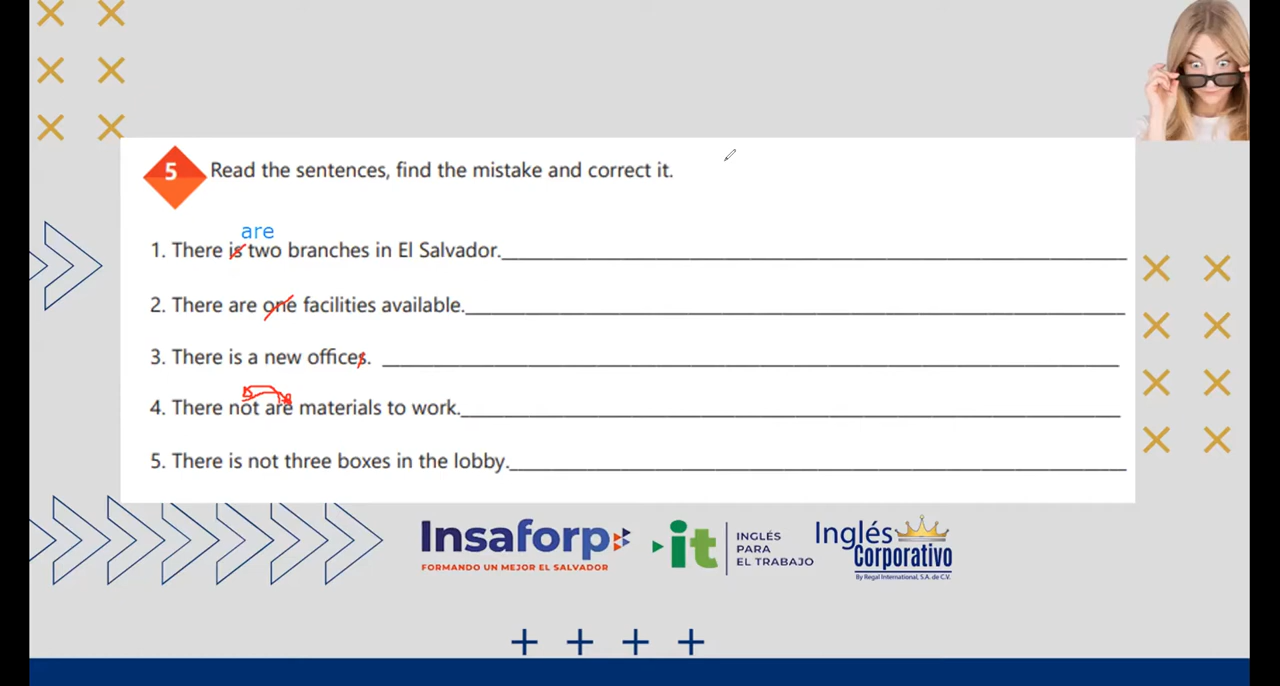 5 Read the sentences, find the mistake and correct it.
are
1. There is two branches in El Salvador.
2. There are one facilities available.
3. There is a new offices.
4. There not are materials to work.
5. There is not three boxes in the lobby.
Insaforp
FORMANDO UN MEJOR EL SALVADOR
it
INGLÉS
PARA
EL TRABAJO
Inglés
Corporativo
By Regal International, S.A. de C.V.